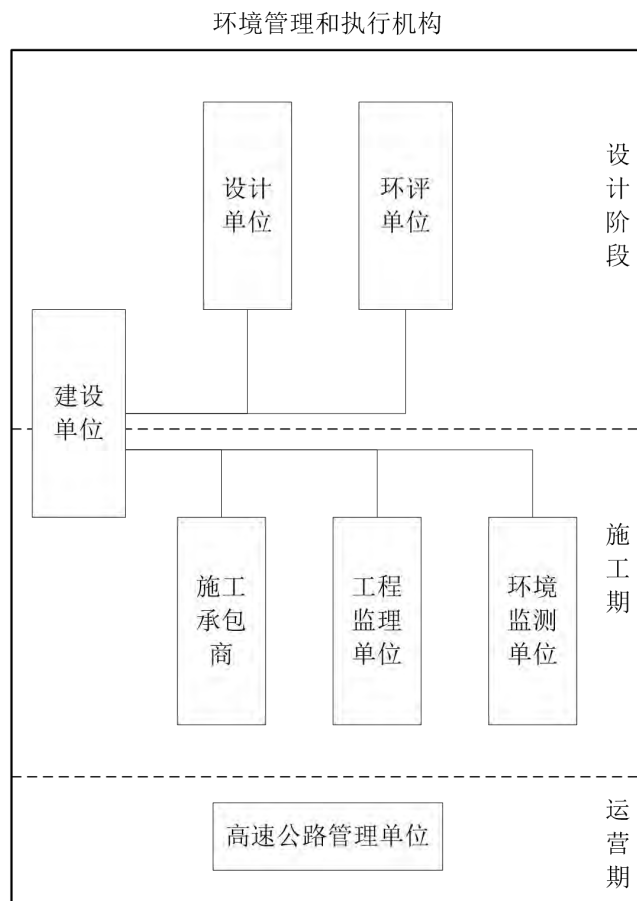 环境管理和执行机构
设计
单位
环评
单位
设
计
阶
段
建设
单位
施工
承包
商
工程
监理
单位
环境
监测
单位
施
工
期
高速公路管理单位
运
营
期